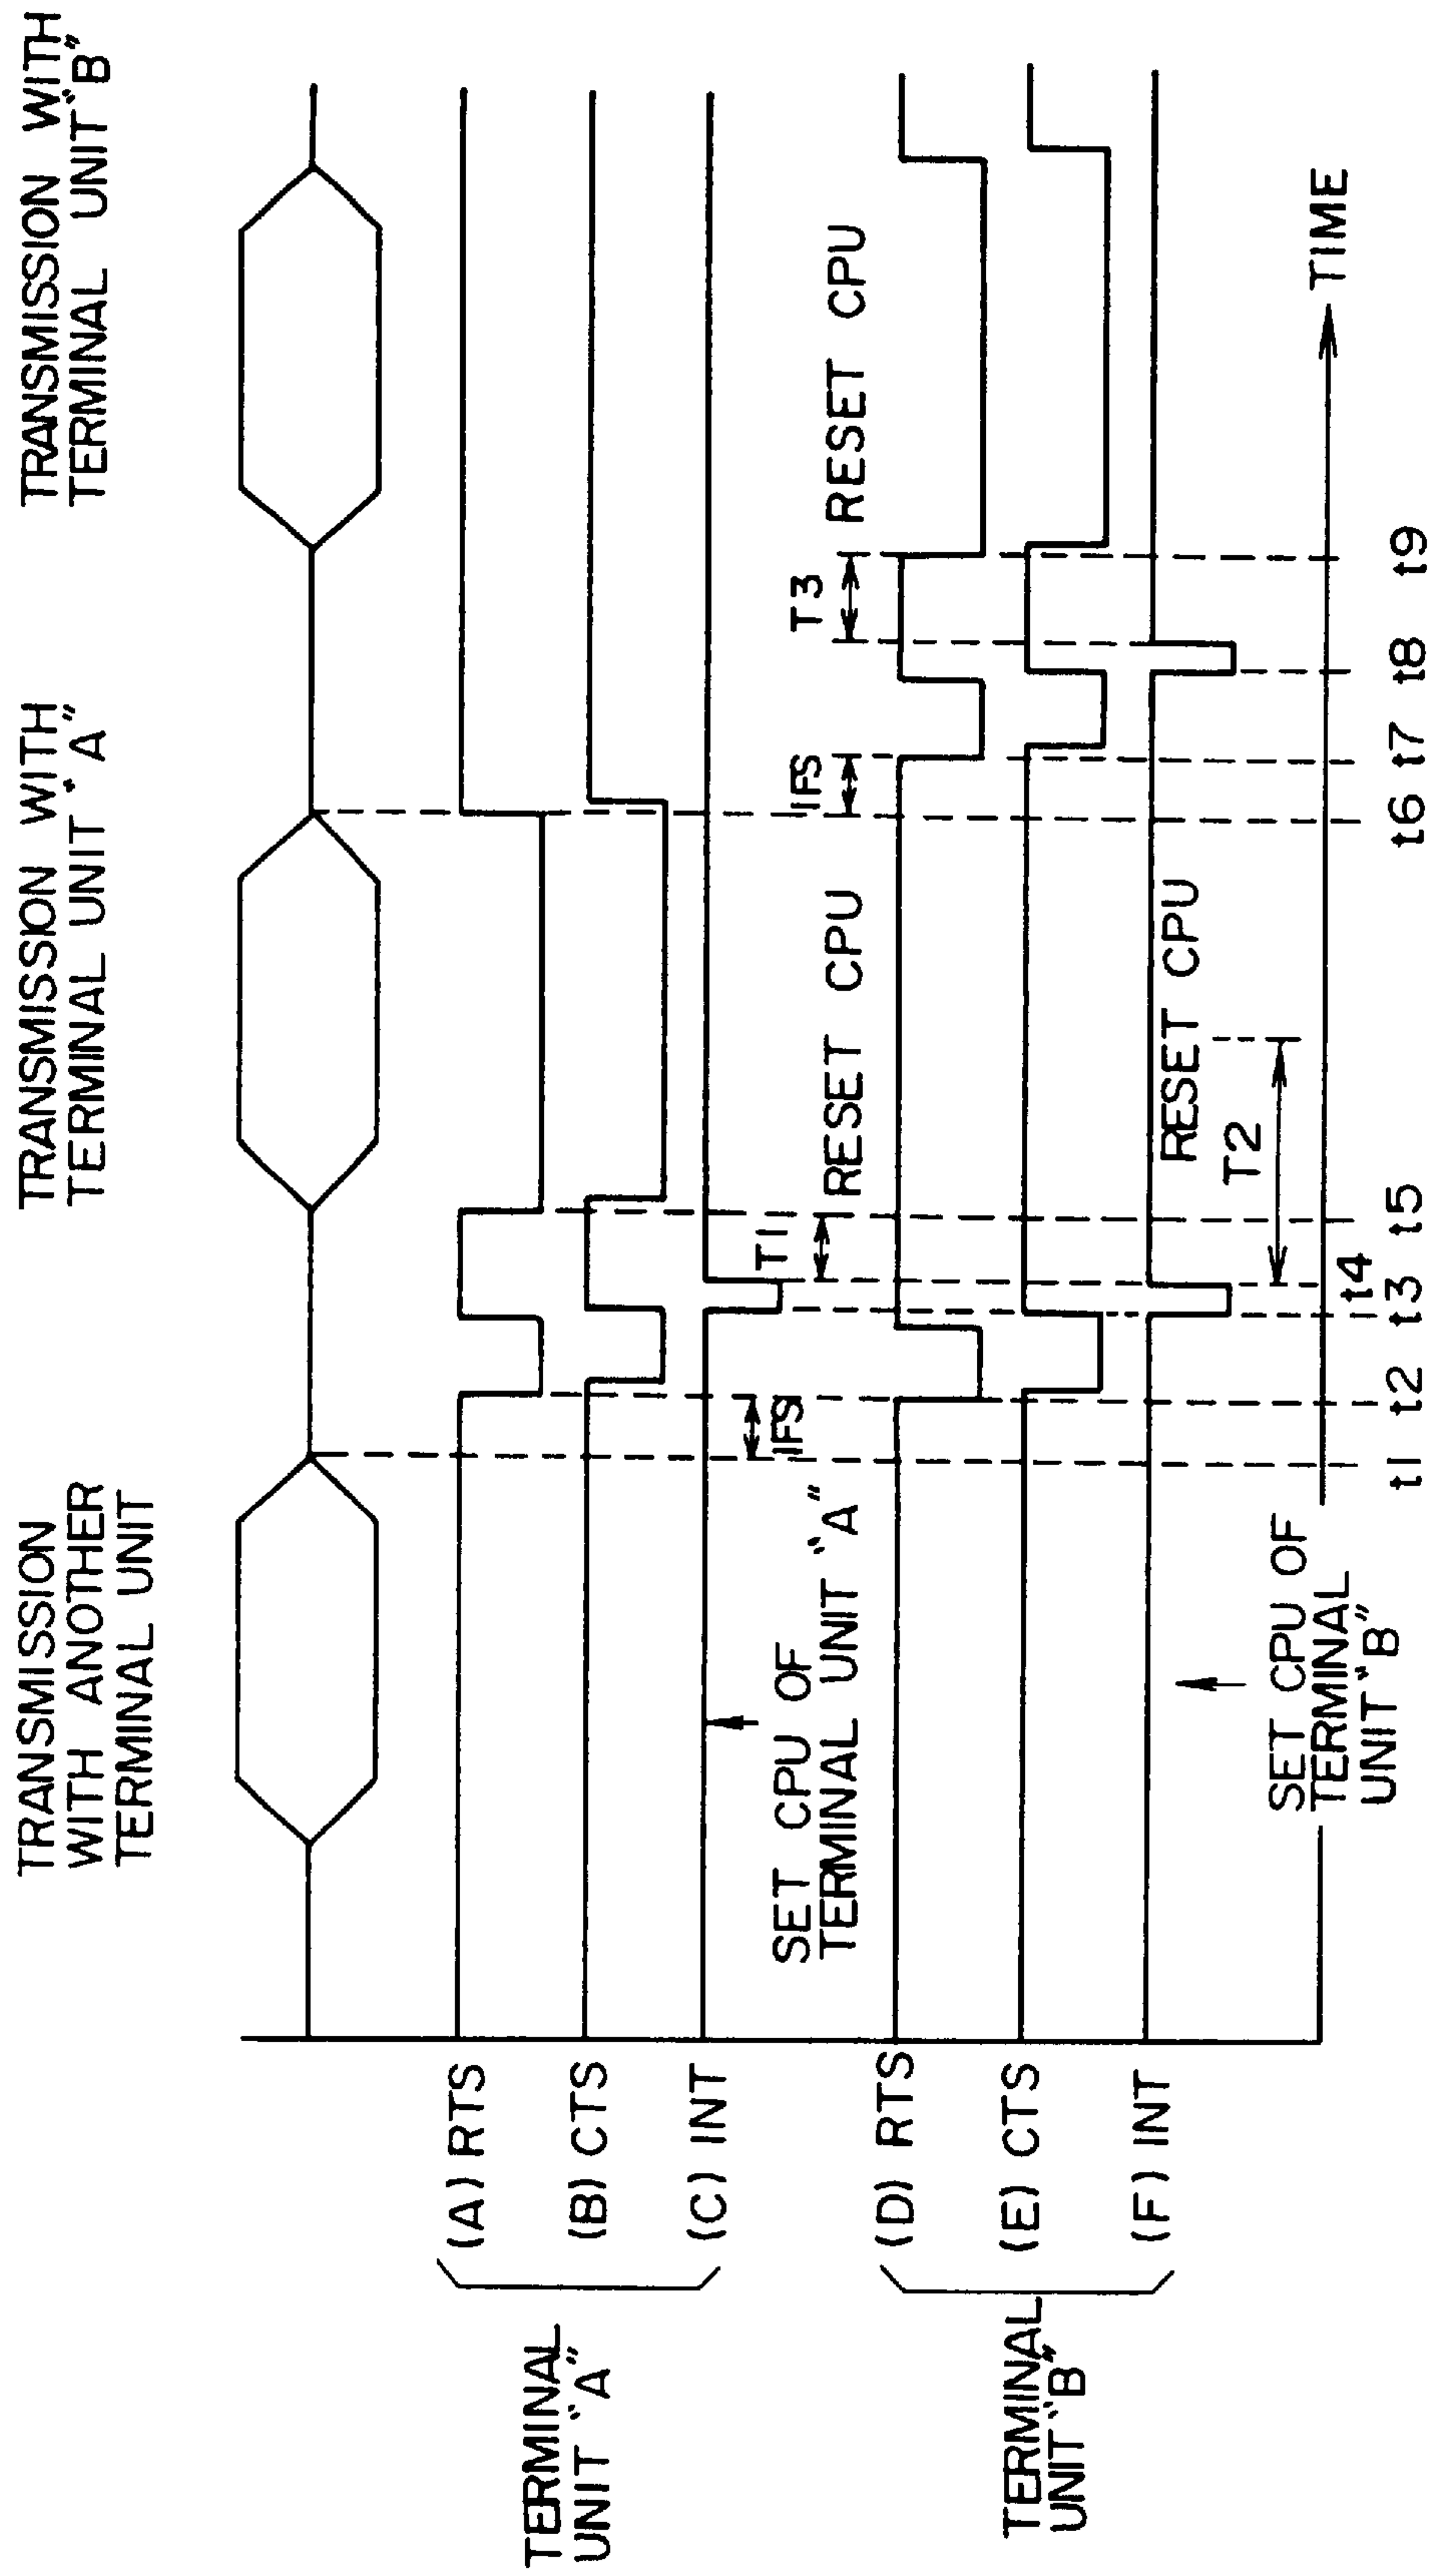 TRANSMISSION
WITH ANOTHER
TERMINAL UNIT
TRANSMISSION WITH
TERMINAL UNIT “A”
TRANSMISSION WITH
TERMINAL UNIT “B”
TERMINAL
UNIT “A”
(A) RTS
(B) CTS
(C) INT
IFS
T1
SET CPU OF
TERMINAL UNIT “A”
RESET CPU
IFS
T3
RESET CPU
TERMINAL
UNIT “B”
(D) RTS
(E) CTS
(F) INT
RESET CPU
T2
SET CPU OF
TERMINAL
UNIT “B”
TIME
t1 t2 t3 t4 t5 t6 t7 t8 t9